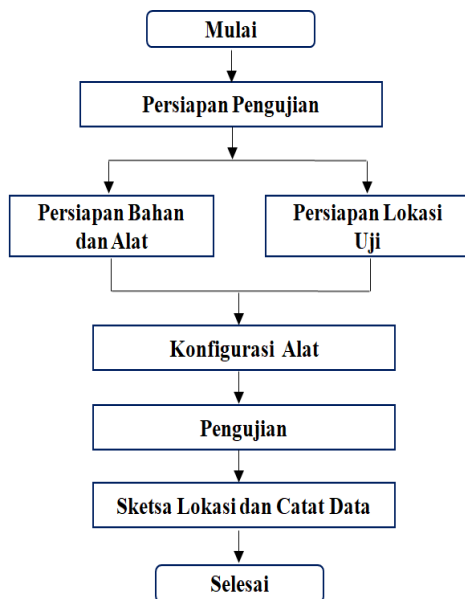 Mulai
Persiapan Pengujian
Persiapan Bahan
dan Alat
Persiapan Lokasi
Uji
Konfigurasi Alat
Pengujian
Sketsa Lokasi dan Catat Data
Selesai